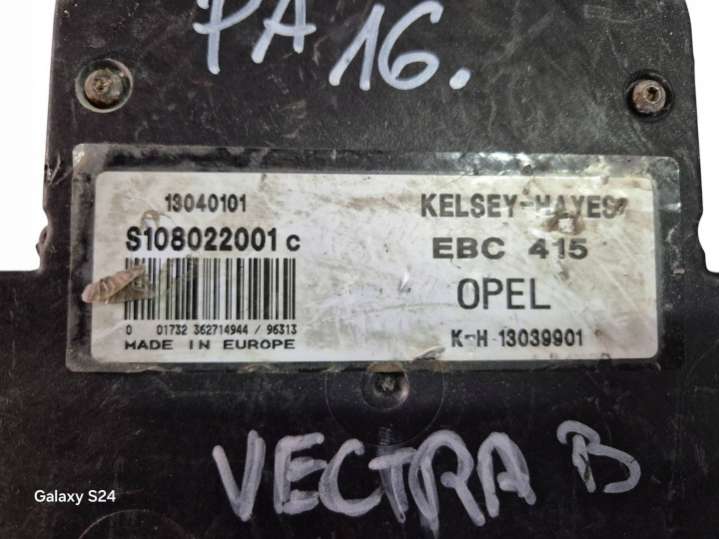 PA 16.
13040101
S108022001 C
0 01732 362714944 / 96313
MADE IN EUROPE
KELSEY-HAYES
EBC 415
OPEL
K-H 13039901
VECTRA B
Galaxy S24